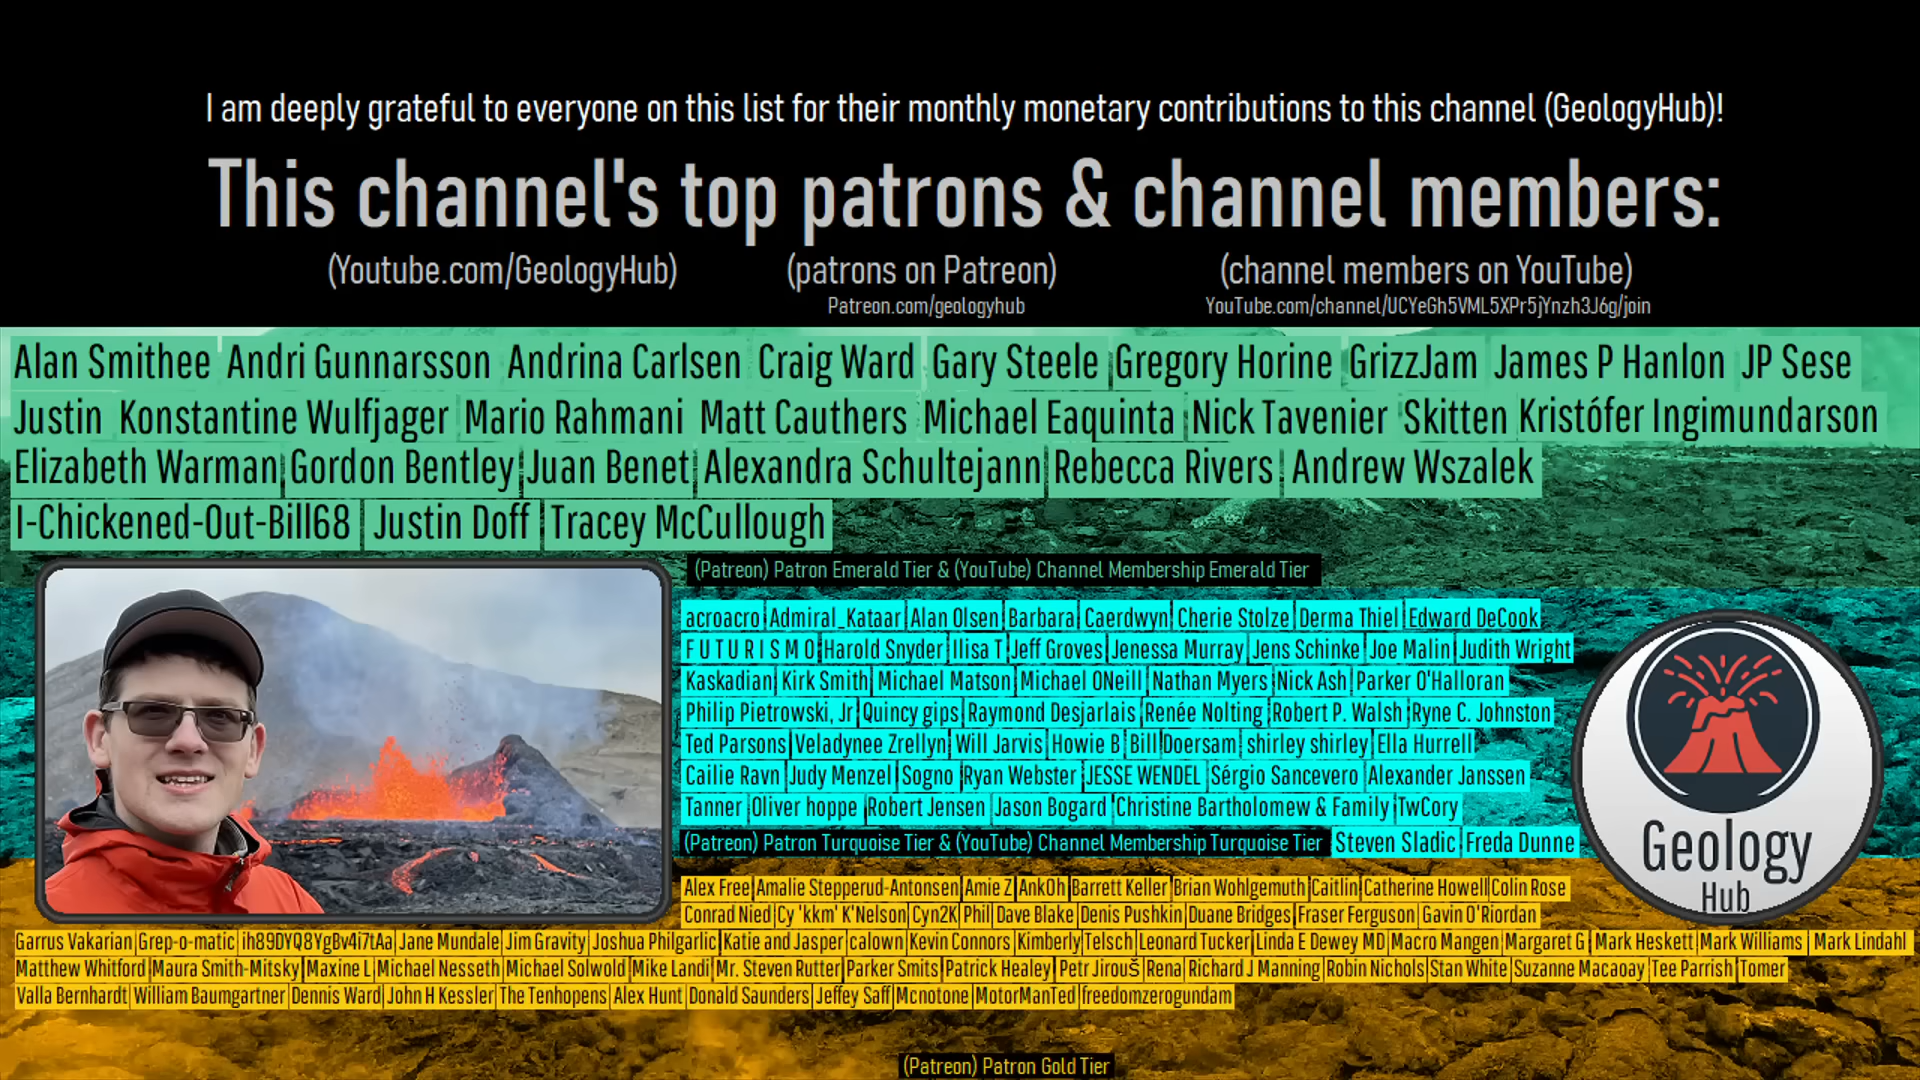 I am deeply grateful to everyone on this list for their monthly monetary contributions to this channel (GeologyHub)!
This channel's top patrons & channel members:
(Youtube.com/GeologyHub) (patrons on Patreon) (channel members on YouTube)
Patreon.com/geologyhub YouTube.com/channel/UCYeGh5VML5XPr5jYnzh3J6g/join
Alan Smithee Andri Gunnarsson Andrina Carlsen Craig Ward Gary Steele Gregory Horine GrizzJam James P Hanlon JP Sese
Justin Konstantine Wulfjager Mario Rahmani Matt Cauthers Michael Eaquinta Nick Tavenier Skitten Kristófer Ingimundarson
Elizabeth Warman Gordon Bentley Juan Benet Alexandra Schultejann Rebecca Rivers Andrew Wszalek
I-Chickened-Out-Bill68 Justin Doff Tracey McCullough
(Patreon) Patron Emerald Tier & (YouTube) Channel Membership Emerald Tier
acroacro Admiral_Kataar Alan Olsen Barbara Caerdwyn Cherie Stolze Derma Thiel Edward DeCook
F U T U R I S M O Harold Snyder Ilisa T Jeff Groves Jenessa Murray Jens Schinke Joe Malin Judith Wright
Kaskadian Kirk Smith Michael Matson Michael ONeill Nathan Myers Nick Ash Parker O'Halloran
Philip Pietrowski, Jr Quincy gips Raymond Desjarlais Renée Nolting Robert P. Walsh Ryne C. Johnston
Ted Parsons Veladynee Zrellyn Will Jarvis Howie B Bill Doersam shirley shirley Ella Hurrell
Cailie Ravn Judy Menzel Sogno Ryan Webster JESSE WENDEL Sérgio Sancevero Alexander Janssen
Tanner Oliver hoppe Robert Jensen Jason Bogard Christine Bartholomew & Family TwCory
(Patreon) Patron Turquoise Tier & (YouTube) Channel Membership Turquoise Tier Steven Sladic Freda Dunne
Geology
Hub
Alex Free Amalie Stepperud-Antonsen Amie Z AnkOh Barrett Keller Brian Wohlgemuth Caitlin Catherine Howell Colin Rose
Conrad Nied Cy 'kkm' K'Nelson Cyn2K Phil Dave Blake Denis Pushkin Duane Bridges Fraser Ferguson Gavin O'Riordan
Garrus Vakarian Grep-o-matic ih89DYQ8YgBv4i7tAa Jane Mundale Jim Gravity Joshua Philgarlic Katie and Jasper calown Kevin Connors Kimberly Telsch Leonard Tucker Linda E Dewey MD Macro Mangen Margaret G Mark Heskett Mark Williams Mark Lindahl
Matthew Whitford Maura Smith-Mitsky Maxine L Michael Nesseth Michael Solwold Mike Landi Mr. Steven Rutter Parker Smits Patrick Healey Petr Jirouš Rena Richard J Manning Robin Nichols Stan White Suzanne Macaoay Tee Parrish Tomer
Valla Bernhardt William Baumgartner Dennis Ward John H Kessler The Tenhopens Alex Hunt Donald Saunders Jeffey Saff Mcnotone MotorManTed freedomzerogundam
(Patreon) Patron Gold Tier